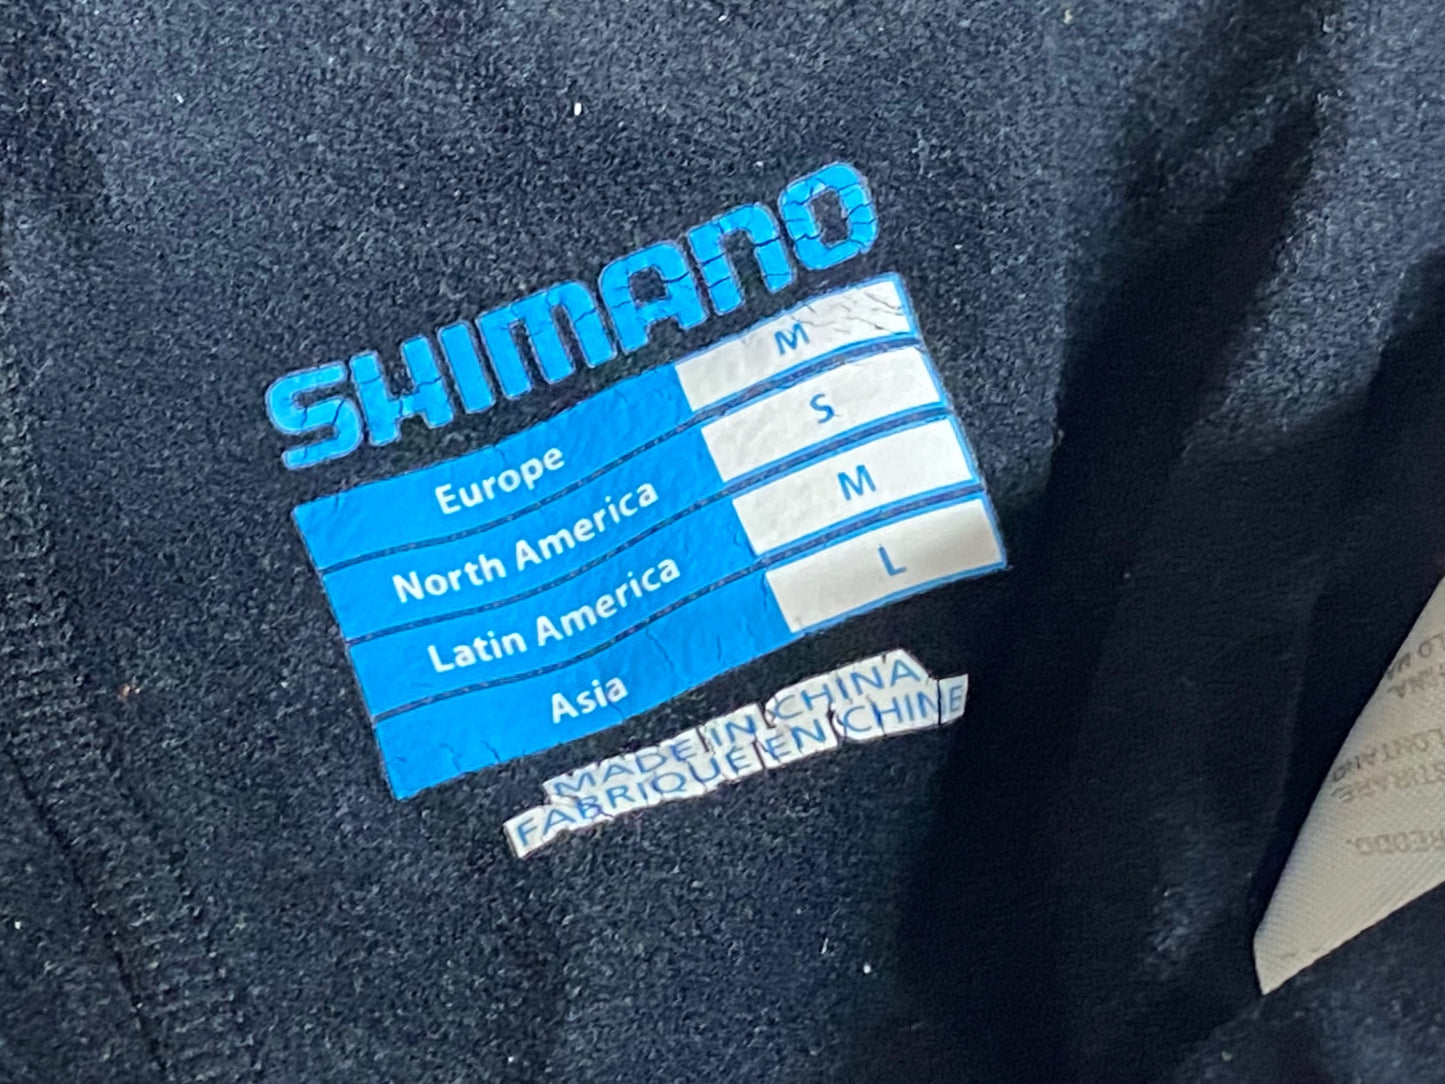 SHIMANO
Europe M
North America S
Latin America M
Asia L
MADE IN CHINA
FABRIQUE EN CHINE